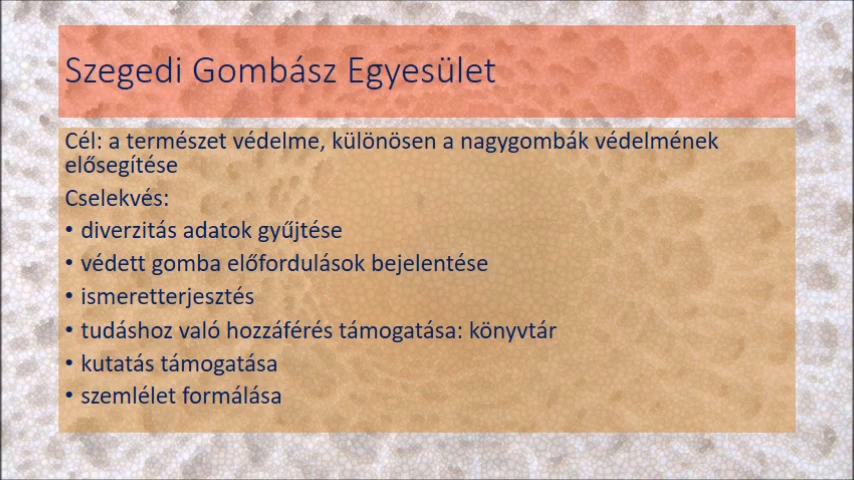 Szegedi Gombász Egyesület
Cél: a természet védelme, különösen a nagygombák védelmének
elősegítése
Cselekvés:
• diverzitás adatok gyűjtése
• védett gomba előfordulások bejelentése
• ismeretterjesztés
• tudáshoz való hozzáférés támogatása: könyvtár
• kutatás támogatása
• szemlélet formálása